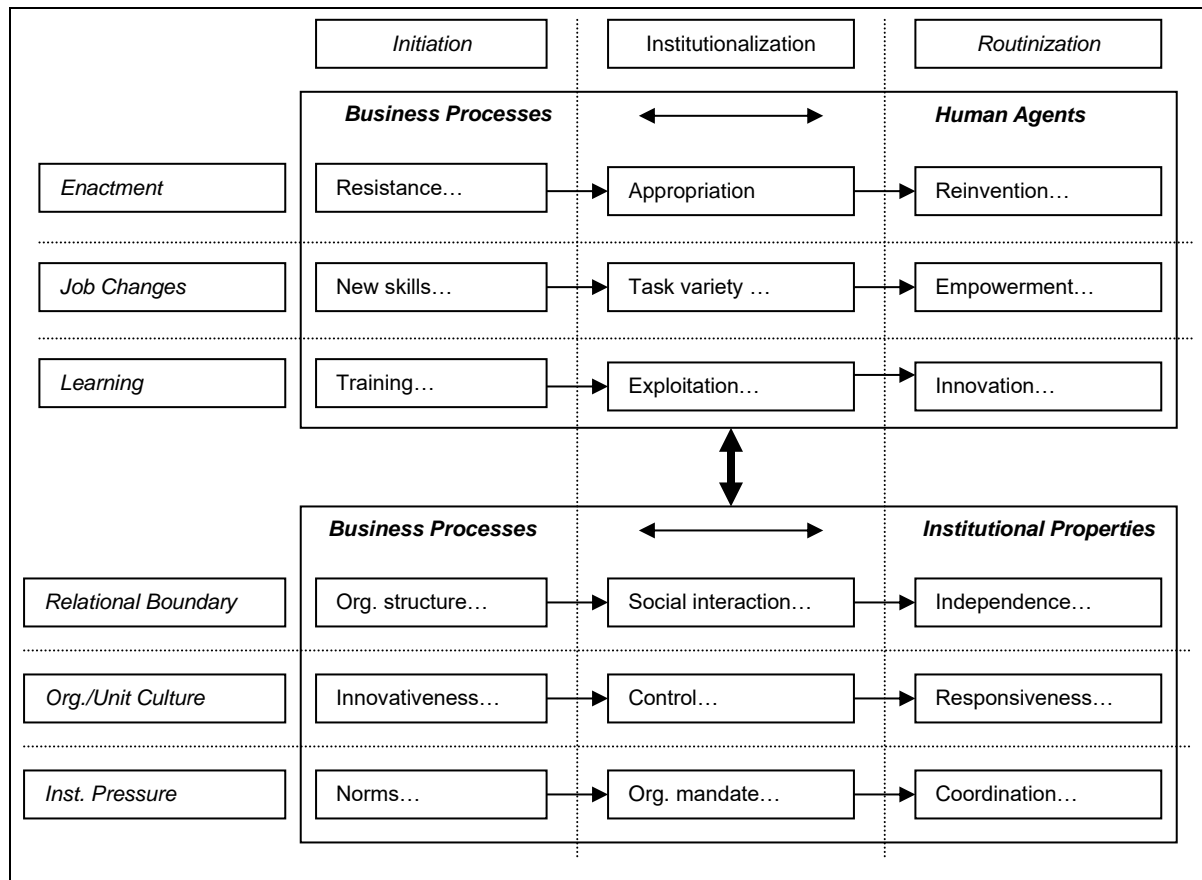 Initiation
Institutionalization
Routinization
Business Processes
Human Agents
Enactment
Resistance…
Appropriation
Reinvention…
Job Changes
New skills…
Task variety …
Empowerment…
Learning
Training…
Exploitation…
Innovation…
Business Processes
Institutional Properties
Relational Boundary
Org. structure…
Social interaction…
Independence…
Org./Unit Culture
Innovativeness…
Control…
Responsiveness…
Inst. Pressure
Norms…
Org. mandate…
Coordination…